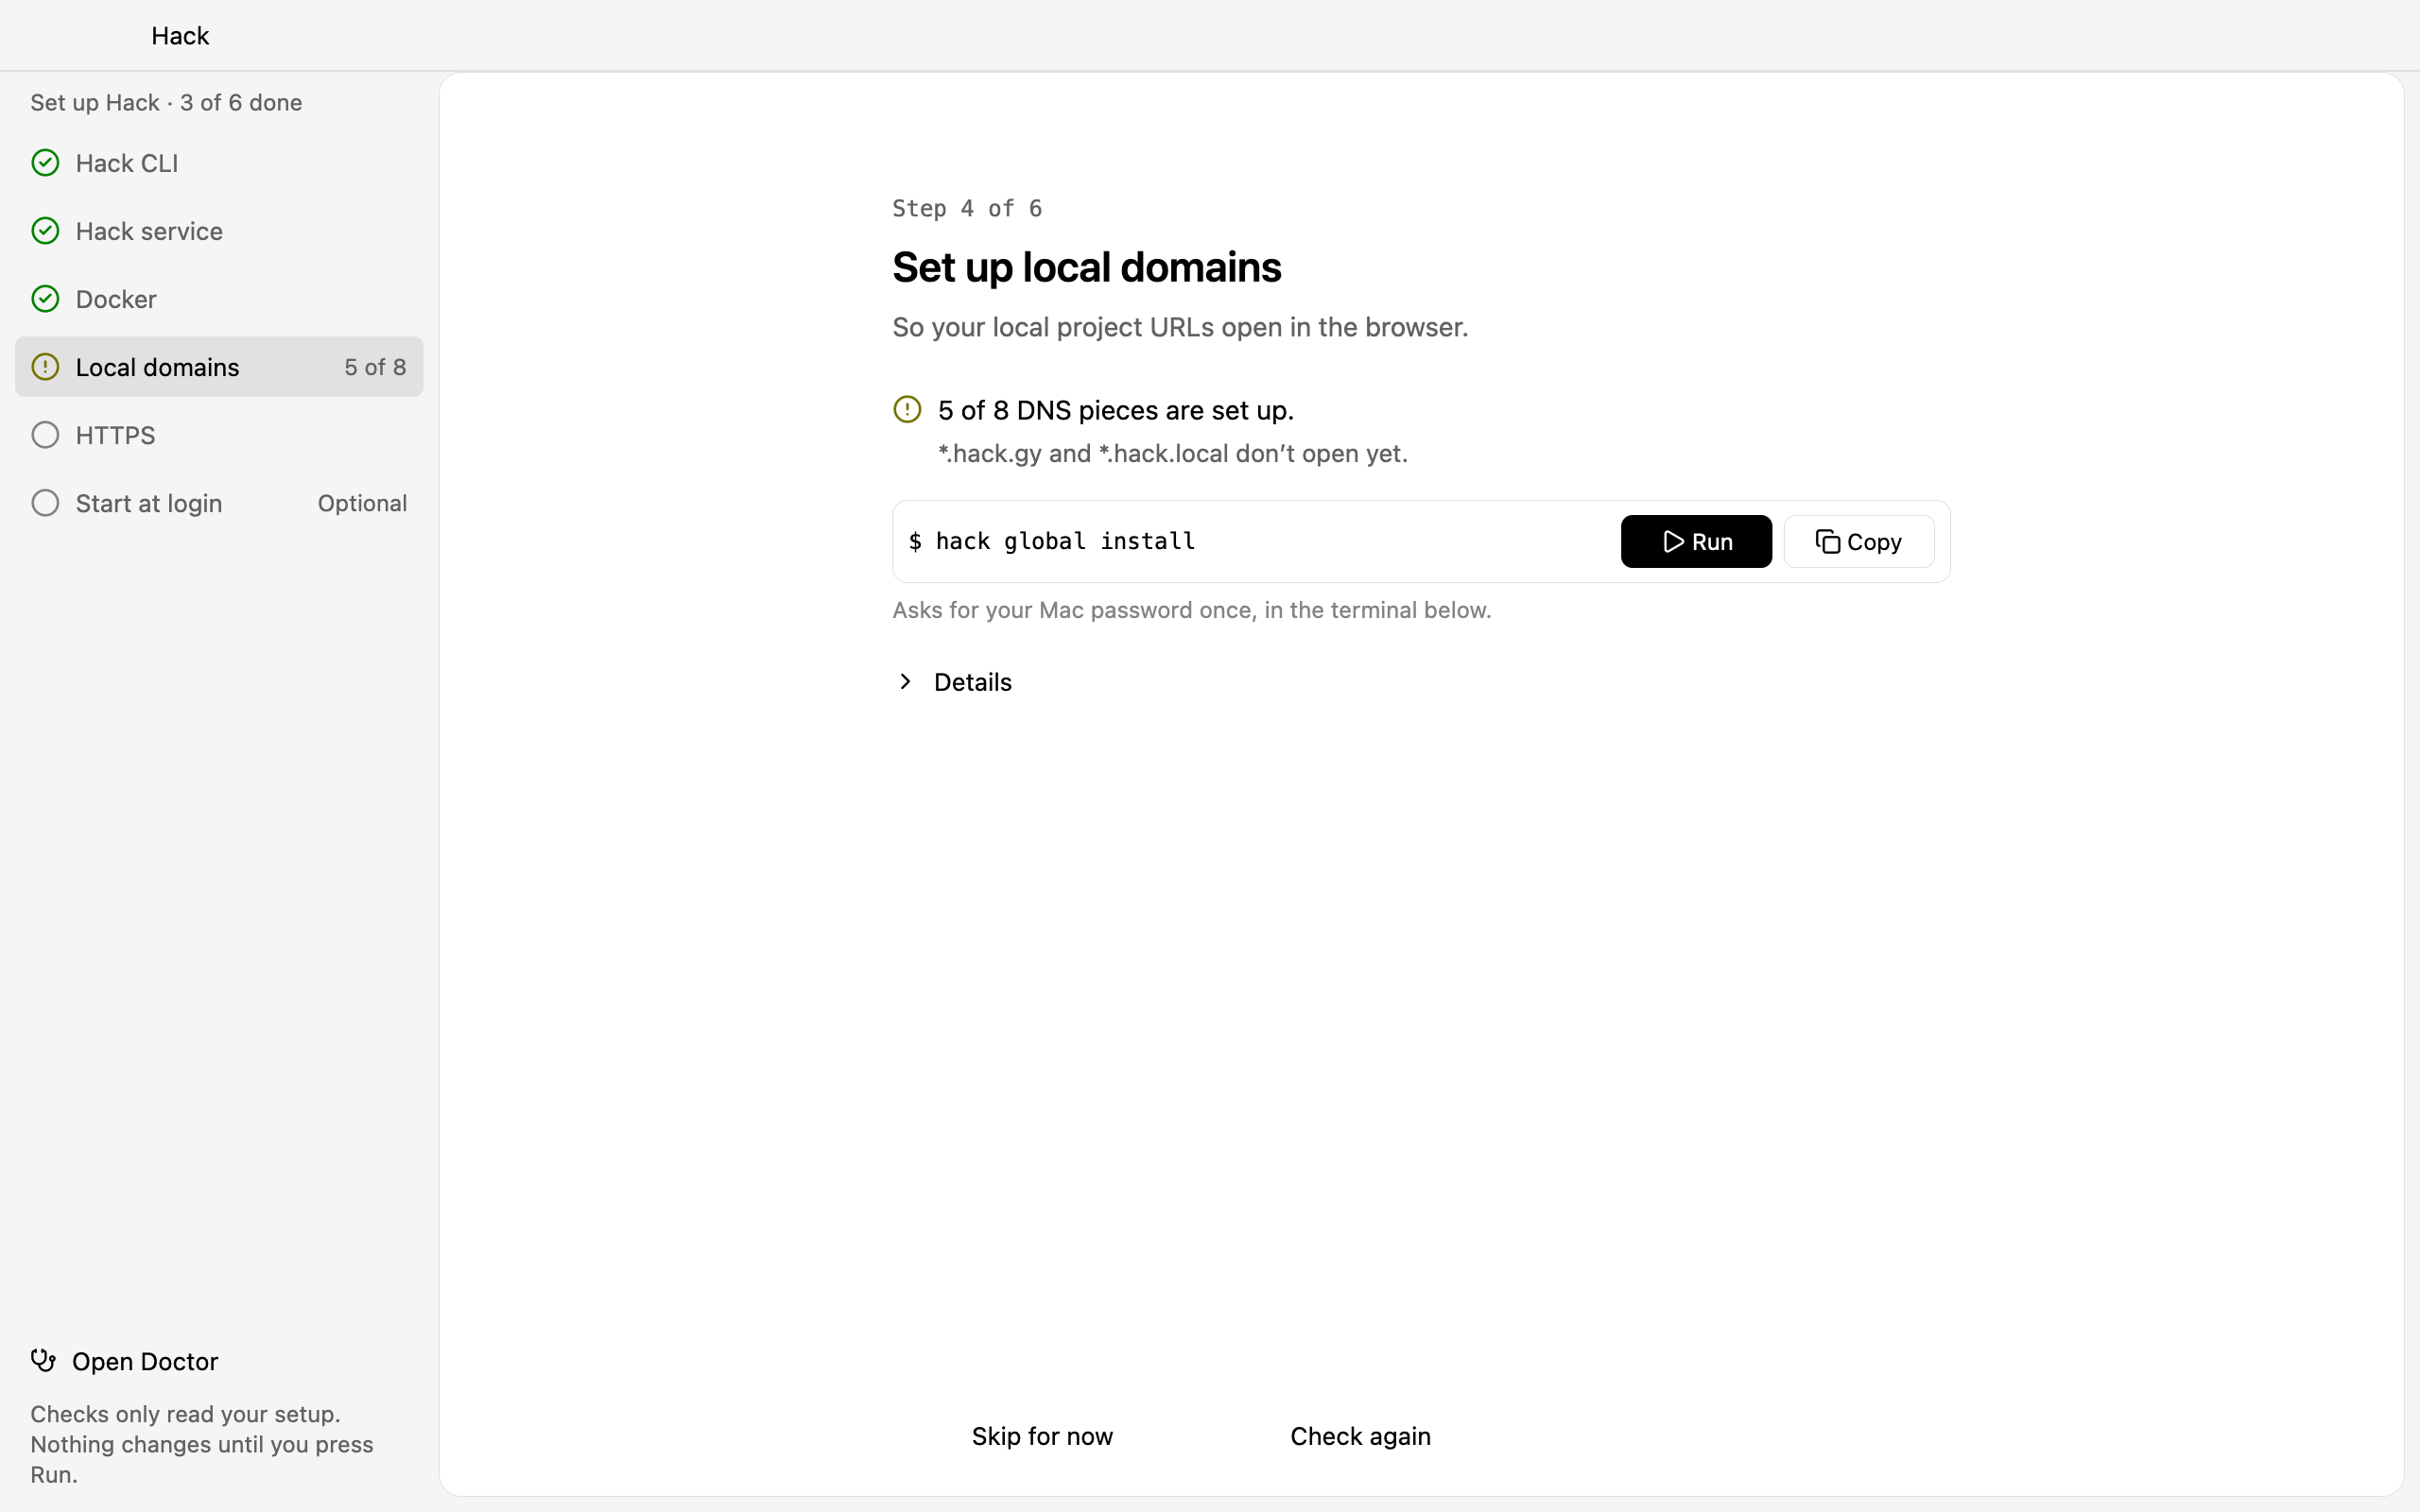 Hack
Set up Hack · 3 of 6 done
Hack CLI
Hack service
Docker
Local domains 5 of 8
HTTPS
Start at login Optional
Open Doctor
Checks only read your setup.
Nothing changes until you press
Run.
Step 4 of 6
Set up local domains
So your local project URLs open in the browser.
5 of 8 DNS pieces are set up.
*.hack.gy and *.hack.local don’t open yet.
$ hack global install
Run
Copy
Asks for your Mac password once, in the terminal below.
Details
Skip for now
Check again